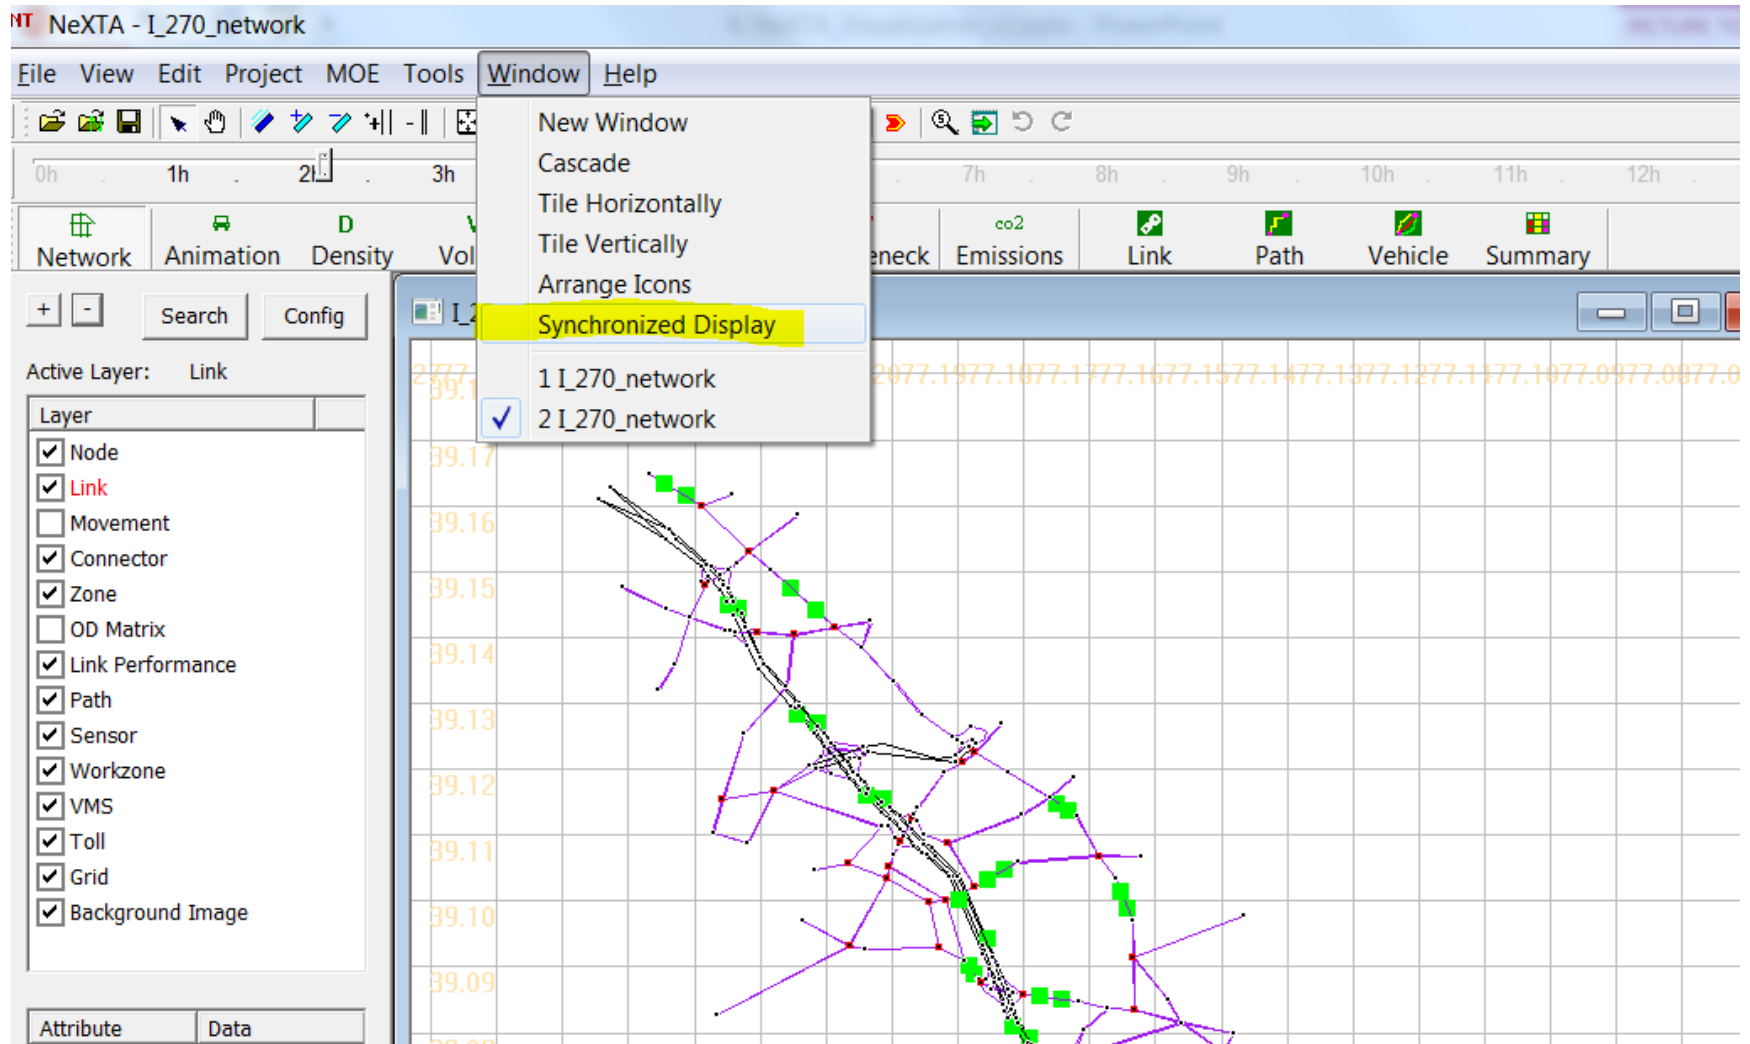 NT NeXTA - I_270_network
File View Edit Project MOE Tools Window Help
New Window
Cascade
Tile Horizontally
Tile Vertically
Arrange Icons
Synchronized Display
1 I_270_network
2 I_270_network
0h 1h 2h 3h 7h 8h 9h 10h 11h 12h
Network Animation D Density Vol eneck co2 Emissions Link Path Vehicle Summary
+ - Search Config
I_2
Active Layer: Link
Layer
Node
Link
Movement
Connector
Zone
OD Matrix
Link Performance
Path
Sensor
Workzone
VMS
Toll
Grid
Background Image
Attribute Data
39.17
39.16
39.15
39.14
39.13
39.12
39.11
39.10
39.09